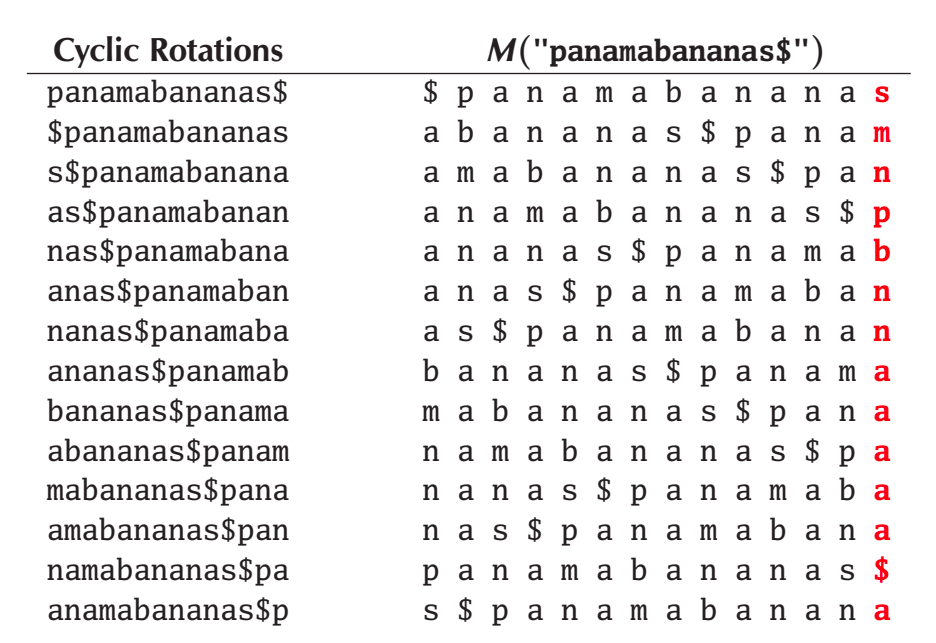 Cyclic Rotations M("panamabananas$")
panamabananas$ $ p a n a m a b a n a n a s
$panamabananas a b a n a n a s $ p a n a m
s$panamabanana a m a b a n a n a s $ p a n
as$panamabanan a n a m a b a n a n a s $ p
nas$panamabana a n a n a s $ p a n a m a b
anas$panamaban a n a s $ p a n a m a b a n
nanas$panamaba a s $ p a n a m a b a n a n
ananas$panamab b a n a n a s $ p a n a m a
bananas$panama m a b a n a n a s $ p a n a
abananas$panam n a m a b a n a n a s $ p a
mabananas$pana n a n a s $ p a n a m a b a
amabananas$pan n a s $ p a n a m a b a n a
namabananas$pa p a n a m a b a n a n a s $
anamabananas$p s $ p a n a m a b a n a n a